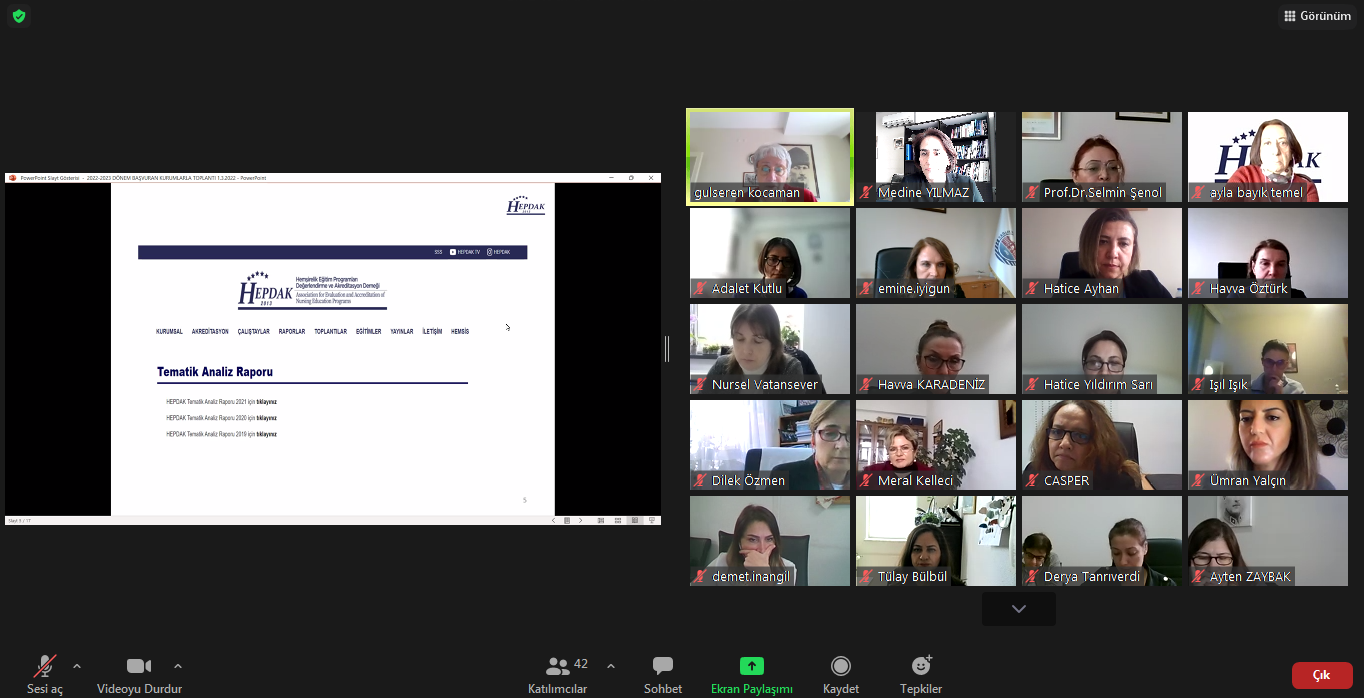 Görünüm
PowerPoint Slayt Gösterisi - 2022-2023 DÖNEM BAŞVURAN KURUMLARLA TOPLANTI 1.3.2022 - PowerPoint
HEPDAK
2013
SSS HEPDAK TV HEPDAK
HEPDAK
2013
Hemşirelik Eğitim Programları
Değerlendirme ve Akreditasyon Derneği
Association for Evaluation and Accreditation of
Nursing Education Programs
KURUMSAL AKREDİTASYON ÇALIŞTAYLAR RAPORLAR TOPLANTILAR EĞİTİMLER YAYINLAR İLETİŞİM HEMSİS
Tematik Analiz Raporu
HEPDAK Tematik Analiz Raporu 2021 için tıklayınız
HEPDAK Tematik Analiz Raporu 2020 için tıklayınız
HEPDAK Tematik Analiz Raporu 2019 için tıklayınız
5
Slayt 5 / 17
gulseren kocaman
Medine YILMAZ
Prof.Dr.Selmin Şenol
ayla bayık temel
Adalet Kutlu
emine.iyigun
Hatice Ayhan
Havva Öztürk
Nursel Vatansever
Havva KARADENİZ
Hatice Yıldırım Sarı
Işıl Işık
Dilek Özmen
Meral Kelleci
CASPER
Ümran Yalçın
demet.inangil
Tülay Bülbül
Derya Tanrıverdi
Ayten ZAYBAK
Sesi aç
Videoyu Durdur
42
Katılımcılar
Sohbet
Ekran Paylaşımı
Kaydet
Tepkiler
Çık